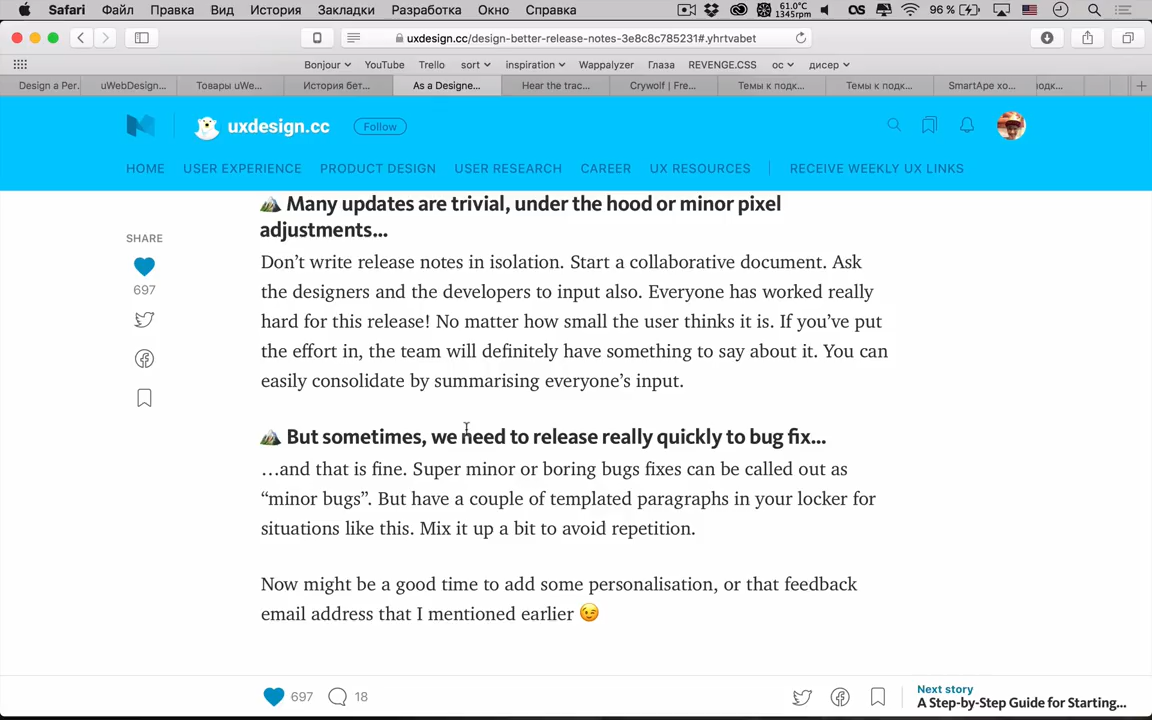 Safari Файл Правка Вид История Закладки Разработка Окно Справка 61.0°C 1345rpm 96 %
uxdesign.cc/design-better-release-notes-3e8c8c785231#.yhrtvabet
Bonjour YouTube Trello sort inspiration Wappalyzer Глаза REVENGE.CSS ос дисер
Design a Per... uWebDesign... Товары uWe... История бет... As a Designe... Hear the trac... Crywolf | Fre... Темы к подк... Темы к подк... SmartApe хо... подк...
uxdesign.cc Follow
HOME USER EXPERIENCE PRODUCT DESIGN USER RESEARCH CAREER UX RESOURCES RECEIVE WEEKLY UX LINKS
Many updates are trivial, under the hood or minor pixel
adjustments…
SHARE
697
Don’t write release notes in isolation. Start a collaborative document. Ask
the designers and the developers to input also. Everyone has worked really
hard for this release! No matter how small the user thinks it is. If you’ve put
the effort in, the team will definitely have something to say about it. You can
easily consolidate by summarising everyone’s input.
But sometimes, we need to release really quickly to bug fix…
…and that is fine. Super minor or boring bugs fixes can be called out as
“minor bugs”. But have a couple of templated paragraphs in your locker for
situations like this. Mix it up a bit to avoid repetition.
Now might be a good time to add some personalisation, or that feedback
email address that I mentioned earlier 😉
697 18
Next story
A Step-by-Step Guide for Starting...